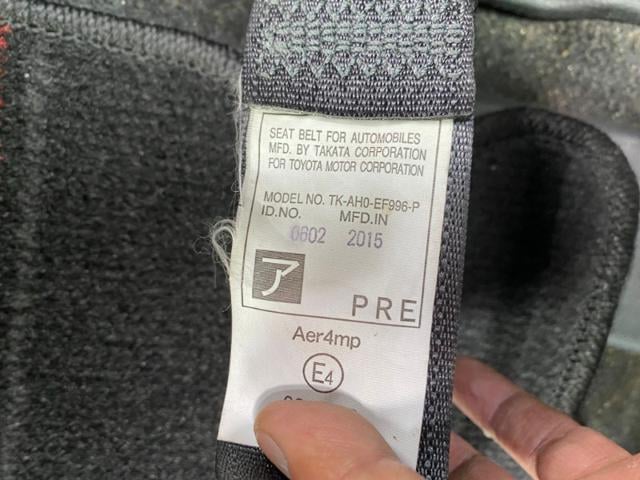 SEAT BELT FOR AUTOMOBILES
MFD. BY TAKATA CORPORATION
FOR TOYOTA MOTOR CORPORATION
MODEL NO. TK-AH0-EF996-P
ID.NO. MFD.IN
0602 2015
ア
PRE
Aer4mp
E4